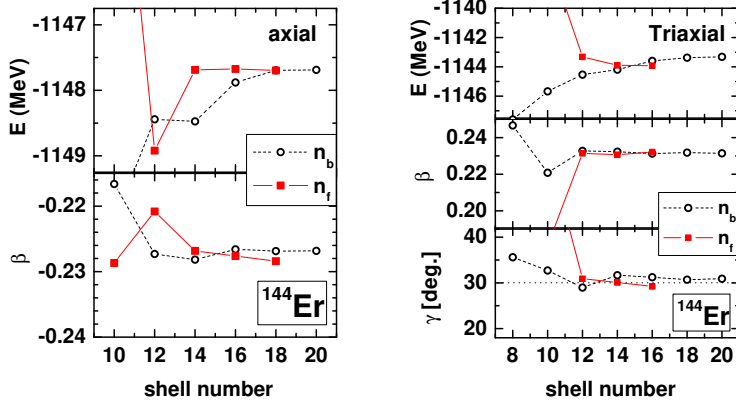 axial
E (MeV)
-1147
-1148
-1149
n_b
n_f
β
-0.22
-0.23
-0.24
¹⁴⁴Er
10 12 14 16 18 20
shell number
Triaxial
E (MeV)
-1140
-1142
-1144
-1146
β
0.24
0.22
0.20
n_b
n_f
γ [deg.]
40
30
20
¹⁴⁴Er
8 10 12 14 16 18 20
shell number